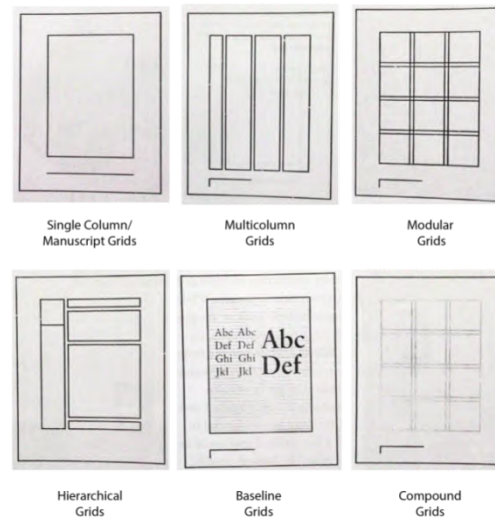 Single Column/
Manuscript Grids
Multicolumn
Grids
Modular
Grids
Abc Abc
Def Def
Ghi Ghi
Jkl Jkl
Abc
Def
Hierarchical
Grids
Baseline
Grids
Compound
Grids